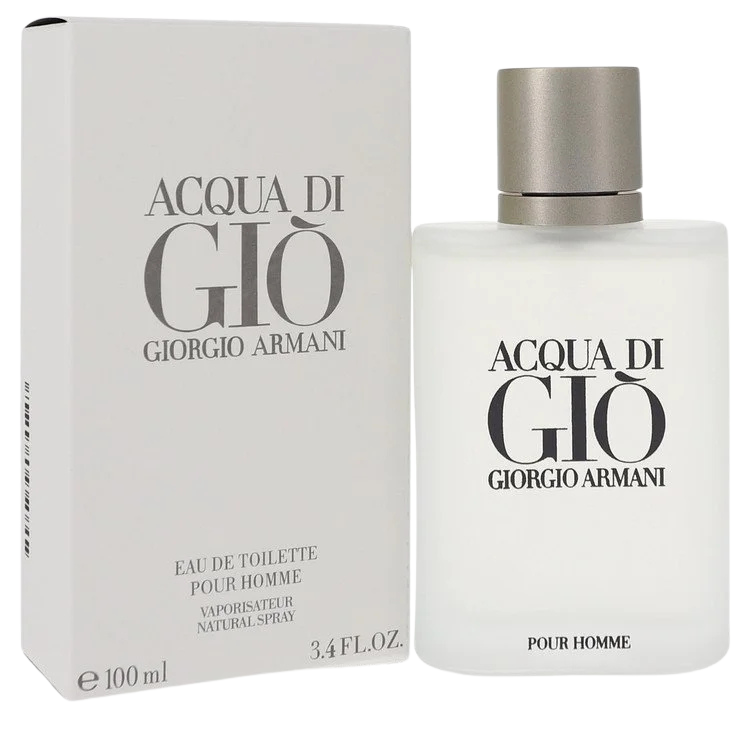 ACQUA DI
GIÒ
GIORGIO ARMANI
EAU DE TOILETTE
POUR HOMME
VAPORISATEUR
NATURAL SPRAY
3.4 FL.OZ.
e 100 ml
ACQUA DI
GIÒ
GIORGIO ARMANI
POUR HOMME